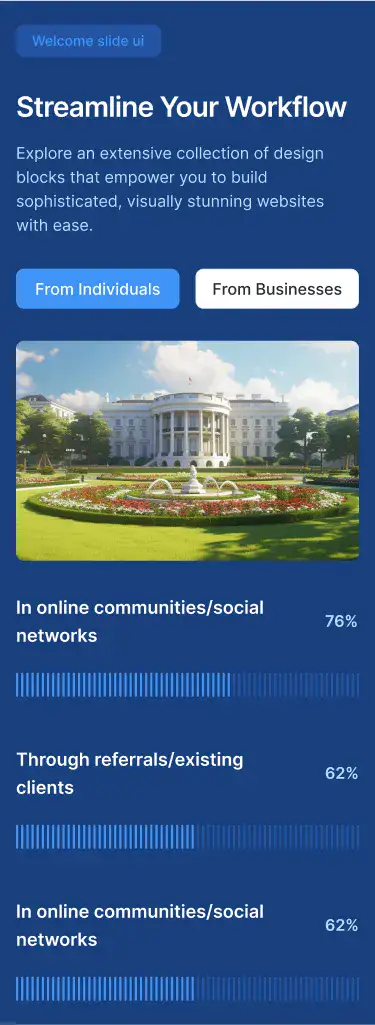 Welcome slide ui
Streamline Your Workflow
Explore an extensive collection of design
blocks that empower you to build
sophisticated, visually stunning websites
with ease.
From Individuals
From Businesses
In online communities/social
networks
76%
Through referrals/existing
clients
62%
In online communities/social
networks
62%